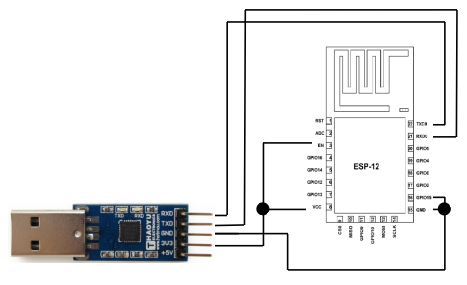 RST
ADC
EN
GPIO16
GPIO14
GPIO12
GPIO13
VCC
ESP-12
TXD0
RXD0
GPIO5
GPIO4
GPIO0
GPIO2
GPIO15
GND
CS0
MISO
GPIO9
GPIO10
MOSI
SCLK
TXD RXD
HAOYU
RXD
TXD
GND
3V3
+5V